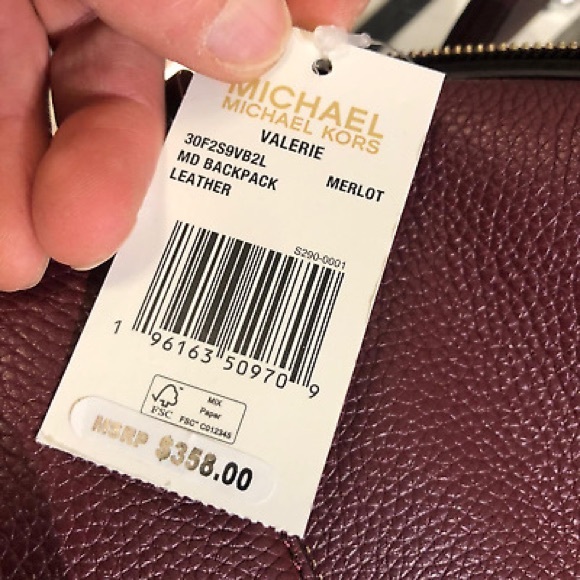 MICHAEL
MICHAEL KORS
VALERIE
30F2S9VB2L
MD BACKPACK MERLOT
LEATHER
S290-0001
1 96163 50970 9
FSC
MIX
Paper
FSC™ C012345
MSRP $358.00